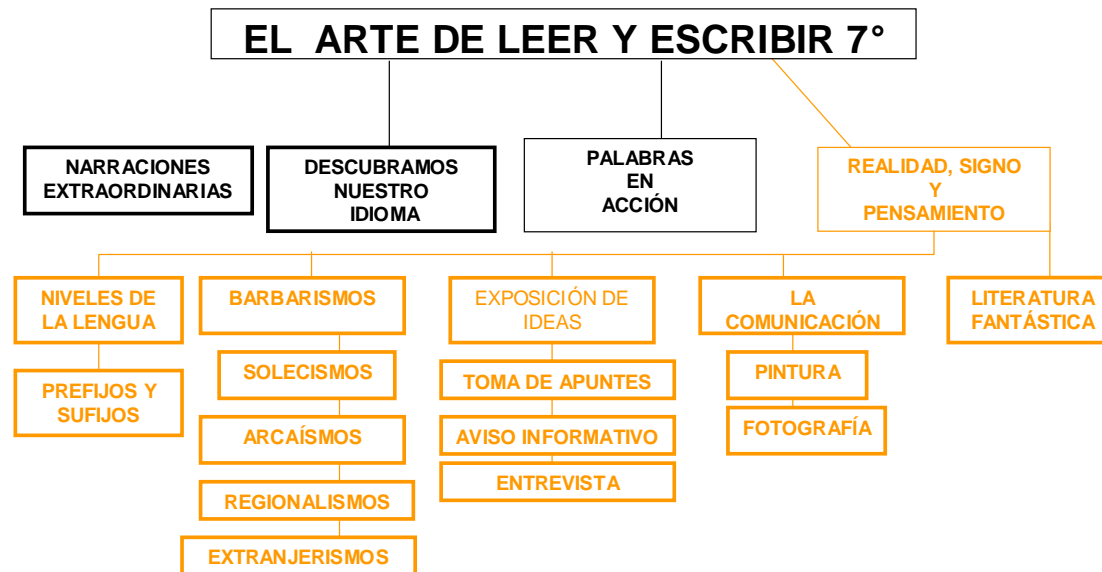 EL ARTE DE LEER Y ESCRIBIR 7°
NARRACIONES
EXTRAORDINARIAS
DESCUBRAMOS
NUESTRO
IDIOMA
PALABRAS
EN
ACCIÓN
REALIDAD, SIGNO
Y
PENSAMIENTO
NIVELES DE
LA LENGUA
PREFIJOS Y
SUFIJOS
BARBARISMOS
SOLECISMOS
ARCAÍSMOS
REGIONALISMOS
EXTRANJERISMOS
EXPOSICIÓN DE
IDEAS
TOMA DE APUNTES
AVISO INFORMATIVO
ENTREVISTA
LA
COMUNICACIÓN
PINTURA
FOTOGRAFÍA
LITERATURA
FANTÁSTICA